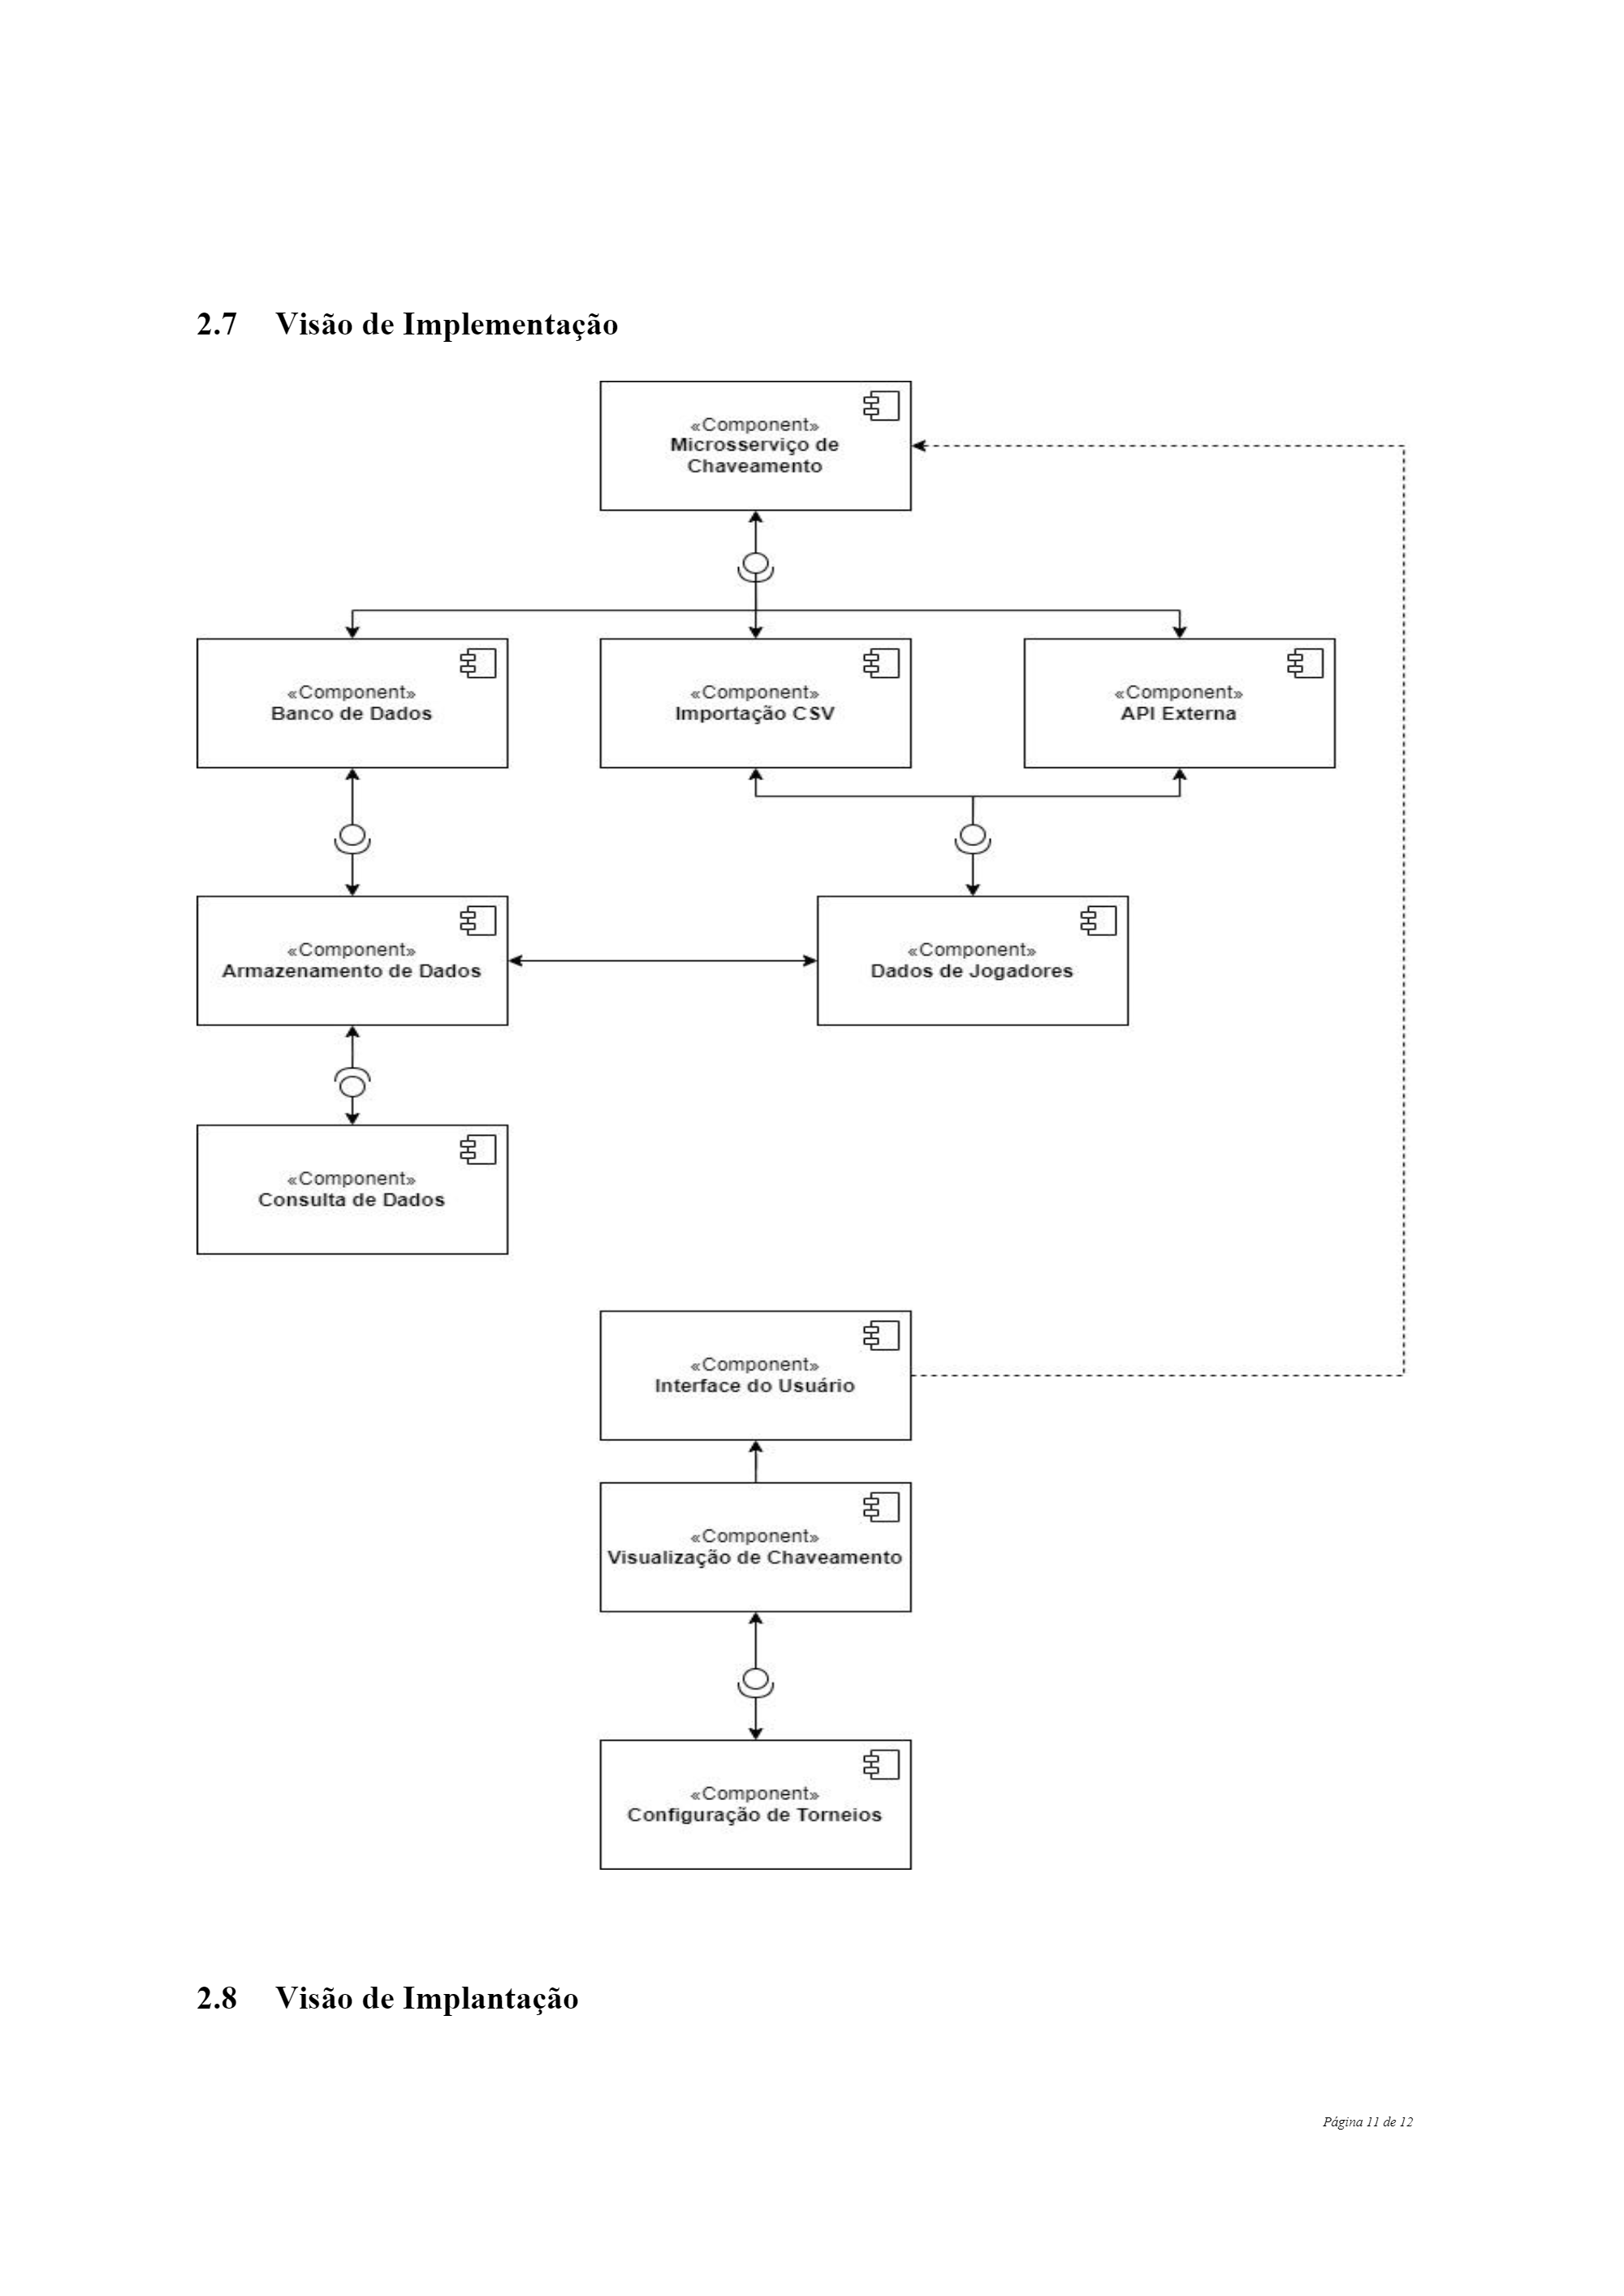 2.7 Visão de Implementação
«Component»
Microsserviço de
Chaveamento
«Component»
Banco de Dados
«Component»
Importação CSV
«Component»
API Externa
«Component»
Armazenamento de Dados
«Component»
Dados de Jogadores
«Component»
Consulta de Dados
«Component»
Interface do Usuário
«Component»
Visualização de Chaveamento
«Component»
Configuração de Torneios
2.8 Visão de Implantação
Página 11 de 12